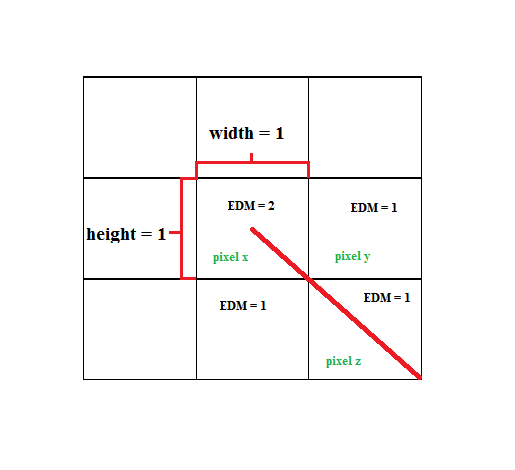 width = 1
EDM = 2
EDM = 1
height = 1
pixel x
pixel y
EDM = 1
EDM = 1
pixel z